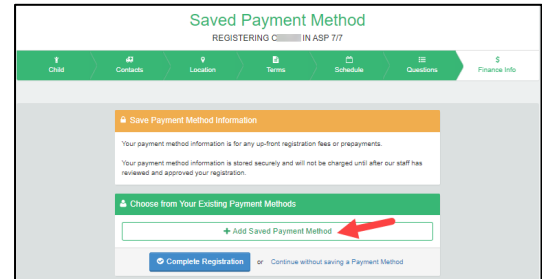 Saved Payment Method
REGISTERING C IN ASP 7/7
Child
Contacts
Location
Terms
Schedule
Questions
$
Finance Info
Save Payment Method Information
Your payment method information is for any up-front registration fees or prepayments.
Your payment method information is stored securely and will not be charged until after our staff has
reviewed and approved your registration.
Choose from Your Existing Payment Methods
+ Add Saved Payment Method
Complete Registration or Continue without saving a Payment Method